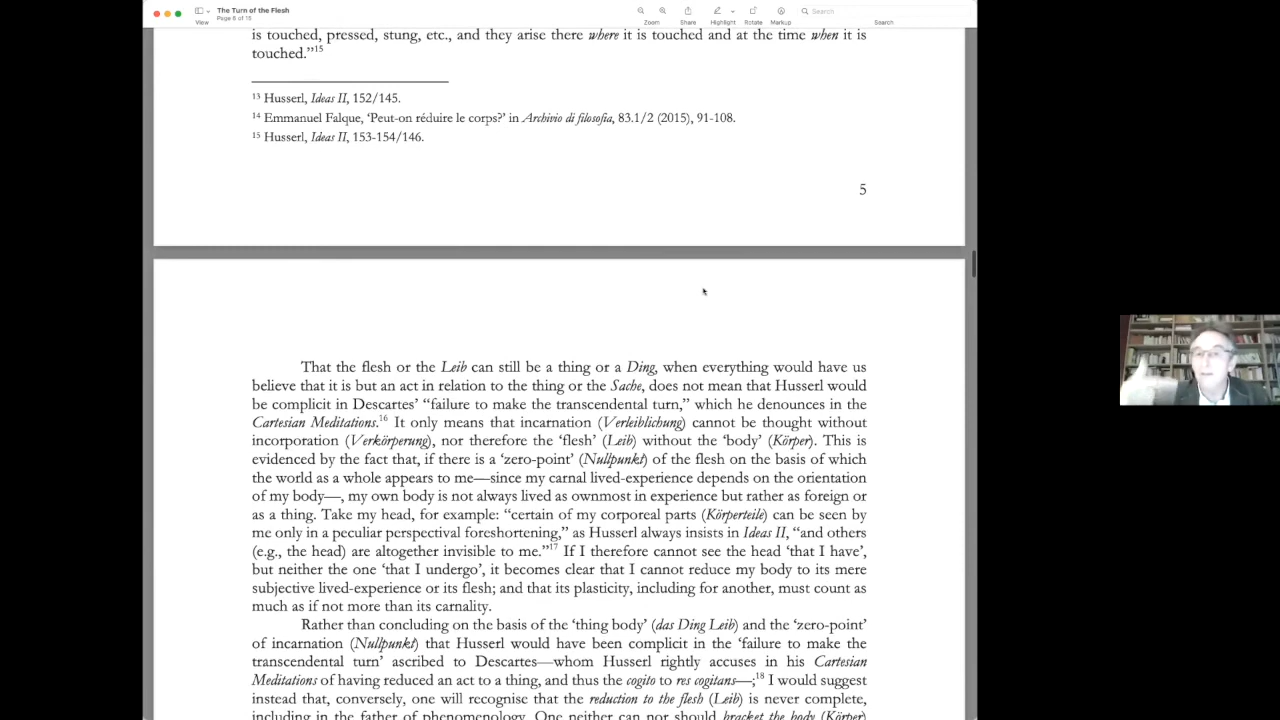 The Turn of the Flesh
Page 6 of 15
View
Zoom
Share
Highlight
Rotate
Markup
Search
Search
is touched, pressed, stung, etc., and they arise there where it is touched and at the time when it is
touched.”15
13 Husserl, Ideas II, 152/145.
14 Emmanuel Falque, ‘Peut-on réduire le corps?’ in Archivio di filosofia, 83.1/2 (2015), 91-108.
15 Husserl, Ideas II, 153-154/146.
5
That the flesh or the Leib can still be a thing or a Ding, when everything would have us
believe that it is but an act in relation to the thing or the Sache, does not mean that Husserl would
be complicit in Descartes’ “failure to make the transcendental turn,” which he denounces in the
Cartesian Meditations.16 It only means that incarnation (Verleiblichung) cannot be thought without
incorporation (Verkörperung), nor therefore the ‘flesh’ (Leib) without the ‘body’ (Körper). This is
evidenced by the fact that, if there is a ‘zero-point’ (Nullpunkt) of the flesh on the basis of which
the world as a whole appears to me—since my carnal lived-experience depends on the orientation
of my body—, my own body is not always lived as ownmost in experience but rather as foreign or
as a thing. Take my head, for example: “certain of my corporeal parts (Körperteile) can be seen by
me only in a peculiar perspectival foreshortening,” as Husserl always insists in Ideas II, “and others
(e.g., the head) are altogether invisible to me.”17 If I therefore cannot see the head ‘that I have’,
but neither the one ‘that I undergo’, it becomes clear that I cannot reduce my body to its mere
subjective lived-experience or its flesh; and that its plasticity, including for another, must count as
much as if not more than its carnality.
Rather than concluding on the basis of the ‘thing body’ (das Ding Leib) and the ‘zero-point’
of incarnation (Nullpunkt) that Husserl would have been complicit in the ‘failure to make the
transcendental turn’ ascribed to Descartes—whom Husserl rightly accuses in his Cartesian
Meditations of having reduced an act to a thing, and thus the cogito to res cogitans—;18 I would suggest
instead that, conversely, one will recognise that the reduction to the flesh (Leib) is never complete,
including in the father of phenomenology. One neither can nor should bracket the body (Körper)